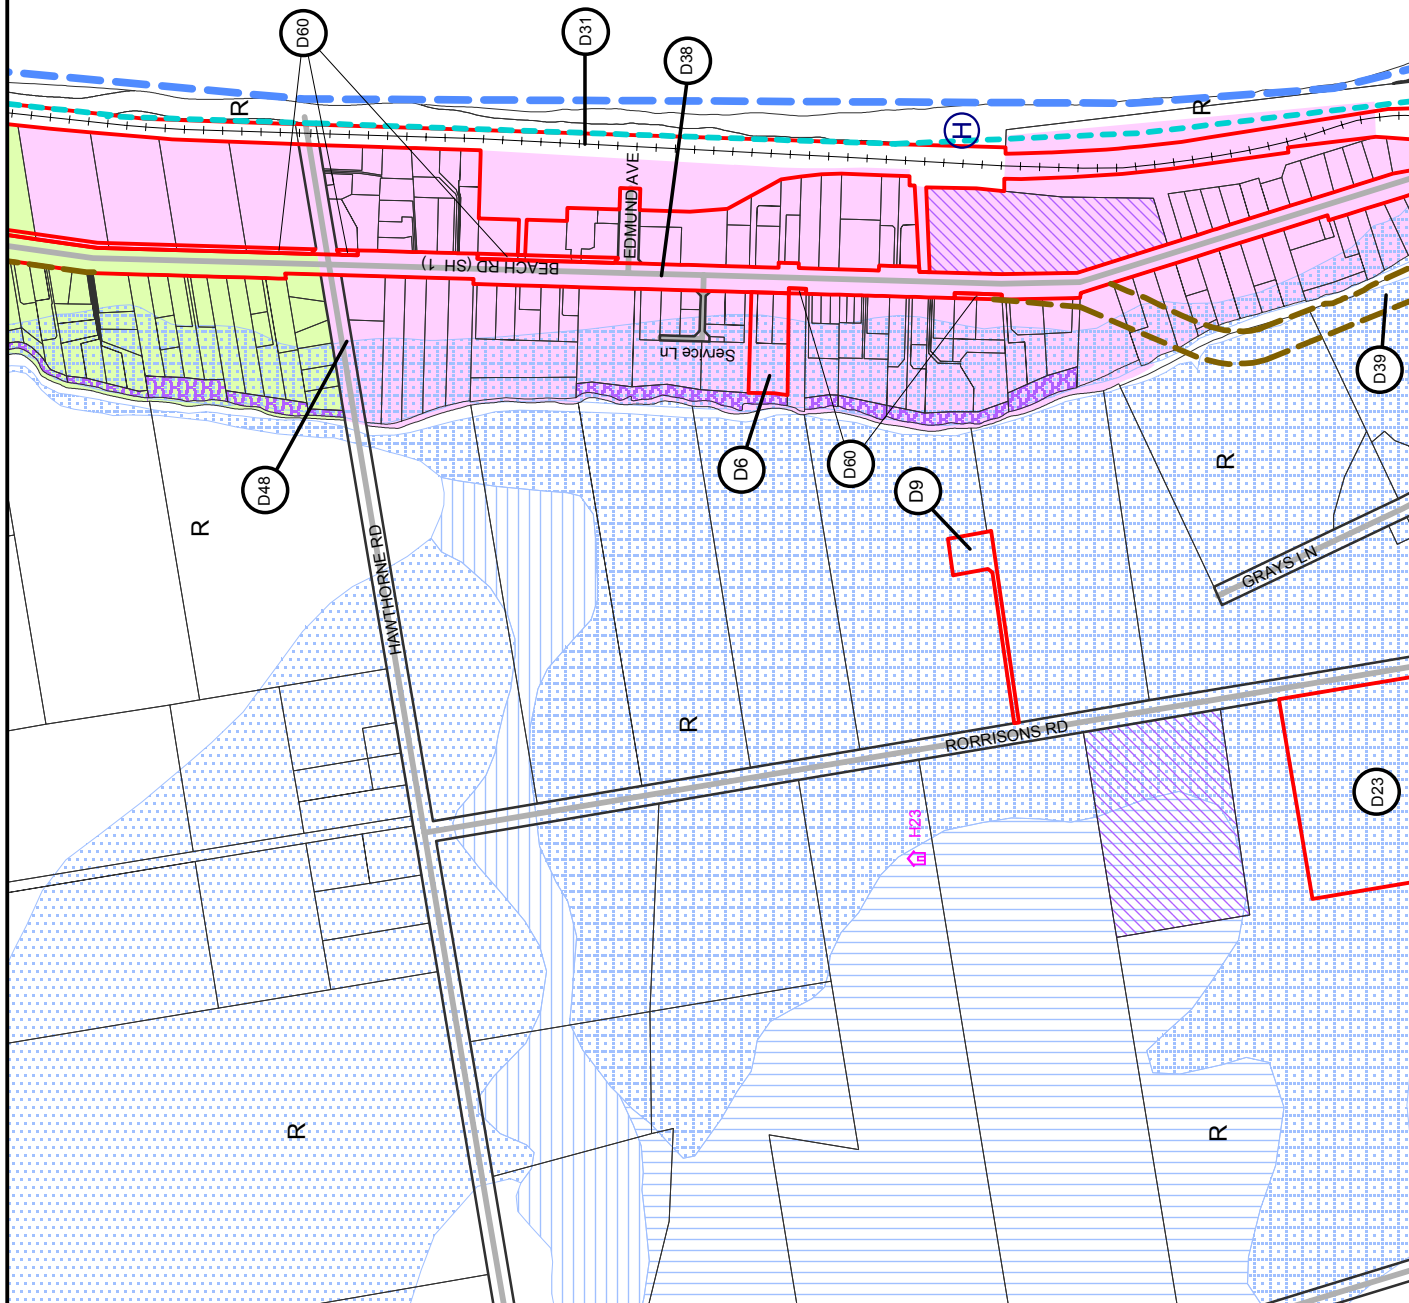 D60
D31
D38
R
R
H
EDMUND AVE
BEACH RD (SH 1)
Service Ln
D39
D48
D6
D60
D9
R
R
HAWTHORNE RD
GRAYS LN
R
RORRISONS RD
H23
D23
R
R